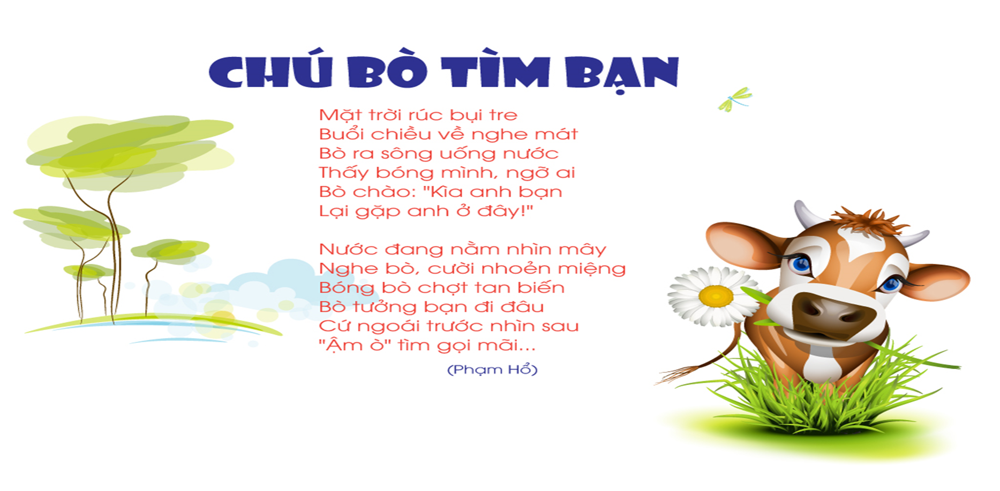 CHÚ BÒ TÌM BẠN
Mặt trời rúc bụi tre
Buổi chiều về nghe mát
Bò ra sông uống nước
Thấy bóng mình, ngỡ ai
Bò chào: "Kìa anh bạn
Lại gặp anh ở đây!"
Nước đang nằm nhìn mây
Nghe bò, cười nhoẻn miệng
Bóng bò chợt tan biến
Bò tưởng bạn đi đâu
Cứ ngoái trước nhìn sau
"Ậm ò" tìm gọi mãi...
(Phạm Hổ)